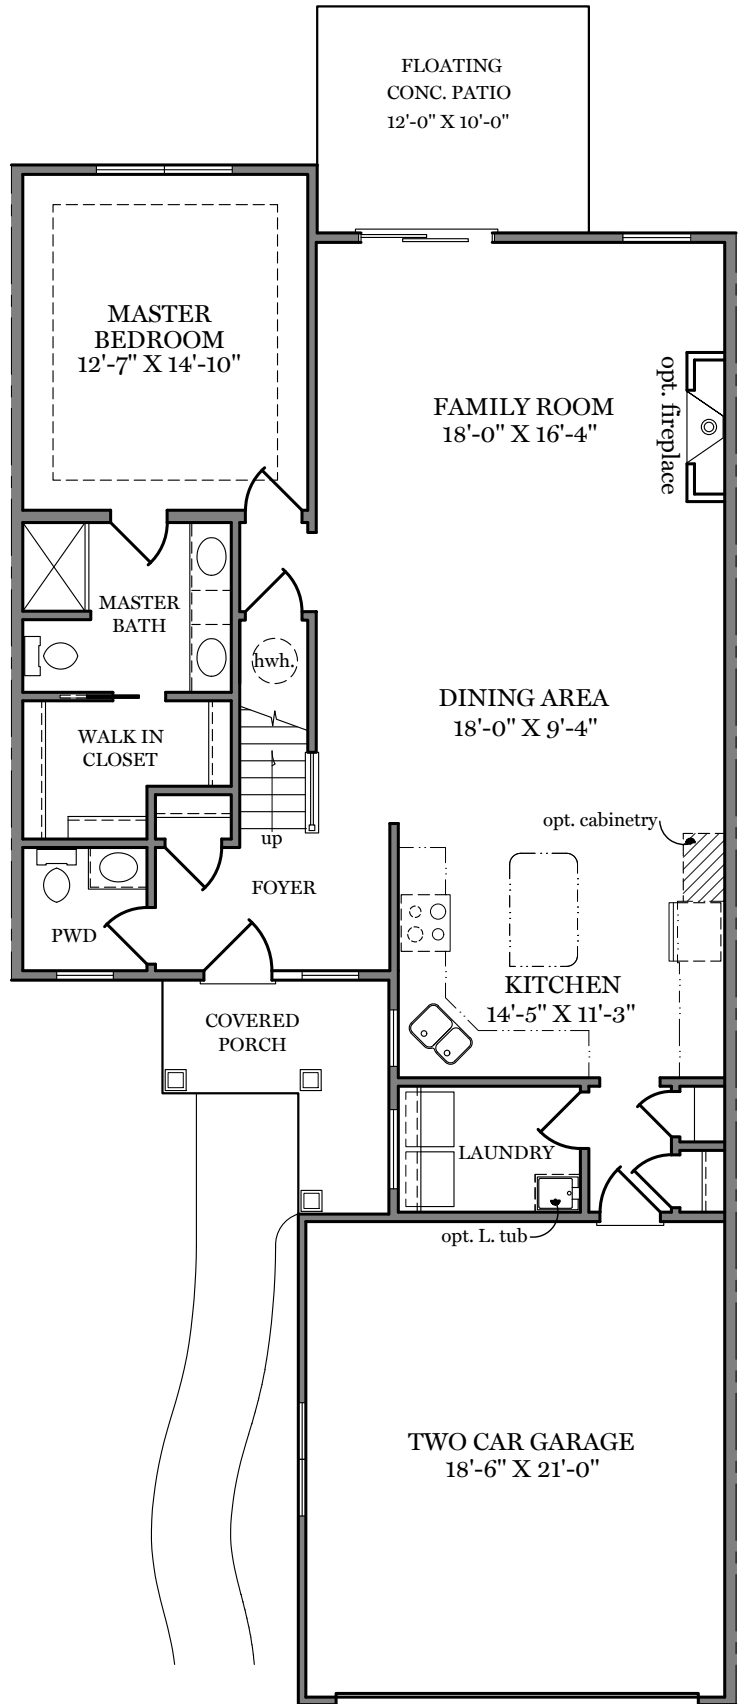 FLOATING
CONC. PATIO
12'-0" X 10'-0"
MASTER
BEDROOM
12'-7" X 14'-10"
FAMILY ROOM
18'-0" X 16'-4"
opt. fireplace
MASTER
BATH
hwh.
DINING AREA
18'-0" X 9'-4"
WALK IN
CLOSET
up
opt. cabinetry
FOYER
PWD
KITCHEN
14'-5" X 11'-3"
COVERED
PORCH
LAUNDRY
opt. L. tub
TWO CAR GARAGE
18'-6" X 21'-0"